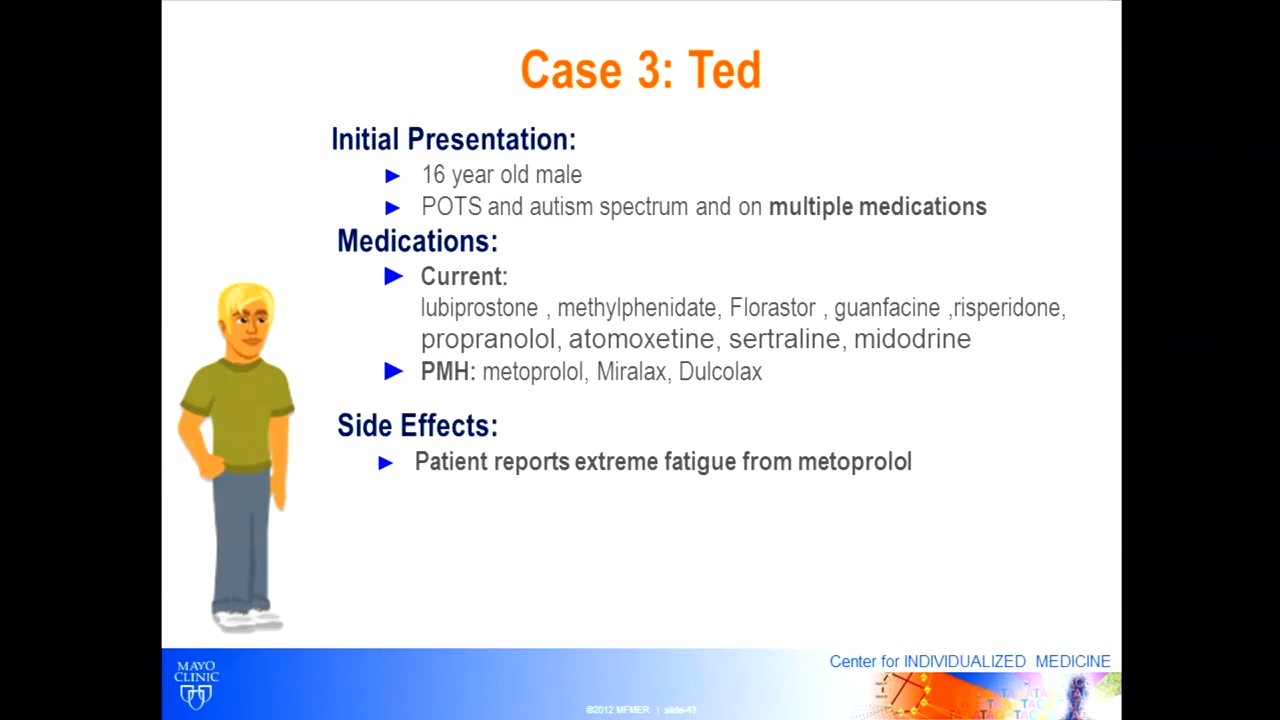 Case 3: Ted
Initial Presentation:
► 16 year old male
► POTS and autism spectrum and on multiple medications
Medications:
► Current:
lubiprostone , methylphenidate, Florastor , guanfacine ,risperidone,
propranolol, atomoxetine, sertraline, midodrine
► PMH: metoprolol, Miralax, Dulcolax
Side Effects:
► Patient reports extreme fatigue from metoprolol
MAYO
CLINIC
Center for INDIVIDUALIZED MEDICINE
©2012 MFMER | slide-43